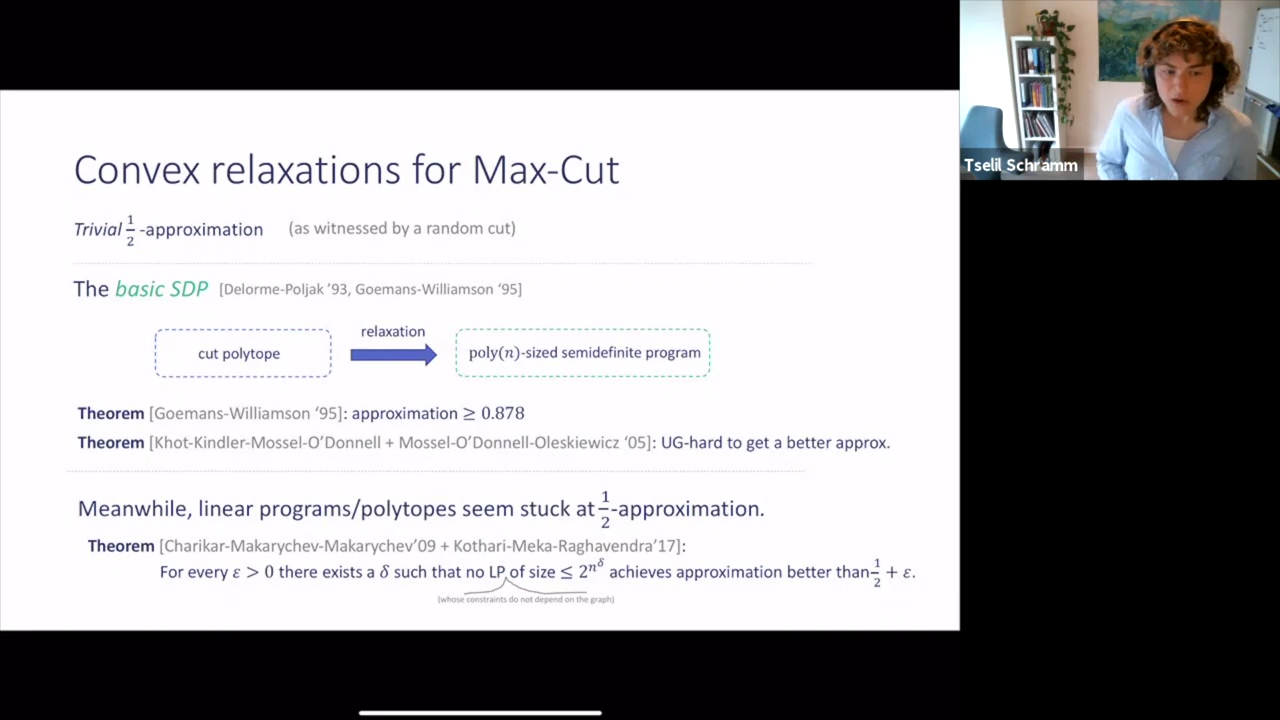 Convex relaxations for Max-Cut
Trivial 1/2 -approximation (as witnessed by a random cut)
The basic SDP [Delorme-Poljak ’93, Goemans-Williamson ‘95]
relaxation
cut polytope
poly(n)-sized semidefinite program
Theorem [Goemans-Williamson ‘95]: approximation ≥ 0.878
Theorem [Khot-Kindler-Mossel-O’Donnell + Mossel-O’Donnell-Oleskiewicz ‘05]: UG-hard to get a better approx.
Meanwhile, linear programs/polytopes seem stuck at 1/2-approximation.
Theorem [Charikar-Makarychev-Makarychev’09 + Kothari-Meka-Raghavendra’17]:
For every ε > 0 there exists a δ such that no LP of size ≤ 2^{n^δ} achieves approximation better than 1/2 + ε.
(whose constraints do not depend on the graph)
Tselil Schramm